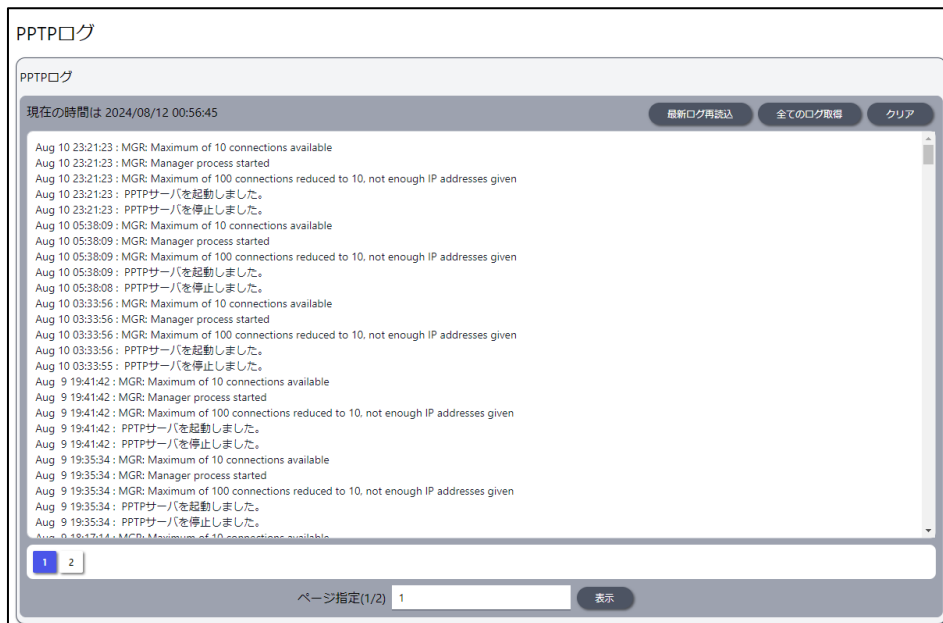 PPTPログ
PPTPログ
現在の時間は 2024/08/12 00:56:45 最新ログ再読込 全てのログ取得 クリア
Aug 10 23:21:23 : MGR: Maximum of 10 connections available
Aug 10 23:21:23 : MGR: Manager process started
Aug 10 23:21:23 : MGR: Maximum of 100 connections reduced to 10, not enough IP addresses given
Aug 10 23:21:23 : PPTPサーバを起動しました。
Aug 10 23:21:23 : PPTPサーバを停止しました。
Aug 10 05:38:09 : MGR: Maximum of 10 connections available
Aug 10 05:38:09 : MGR: Manager process started
Aug 10 05:38:09 : MGR: Maximum of 100 connections reduced to 10, not enough IP addresses given
Aug 10 05:38:09 : PPTPサーバを起動しました。
Aug 10 05:38:08 : PPTPサーバを停止しました。
Aug 10 03:33:56 : MGR: Maximum of 10 connections available
Aug 10 03:33:56 : MGR: Manager process started
Aug 10 03:33:56 : MGR: Maximum of 100 connections reduced to 10, not enough IP addresses given
Aug 10 03:33:56 : PPTPサーバを起動しました。
Aug 10 03:33:55 : PPTPサーバを停止しました。
Aug 9 19:41:42 : MGR: Maximum of 10 connections available
Aug 9 19:41:42 : MGR: Manager process started
Aug 9 19:41:42 : MGR: Maximum of 100 connections reduced to 10, not enough IP addresses given
Aug 9 19:41:42 : PPTPサーバを起動しました。
Aug 9 19:41:42 : PPTPサーバを停止しました。
Aug 9 19:35:34 : MGR: Maximum of 10 connections available
Aug 9 19:35:34 : MGR: Manager process started
Aug 9 19:35:34 : MGR: Maximum of 100 connections reduced to 10, not enough IP addresses given
Aug 9 19:35:34 : PPTPサーバを起動しました。
Aug 9 19:35:34 : PPTPサーバを停止しました。
Aug 9 18:17:14 : MGR: Maximum of 10 connections available
1 2
ページ指定(1/2) 1 表示